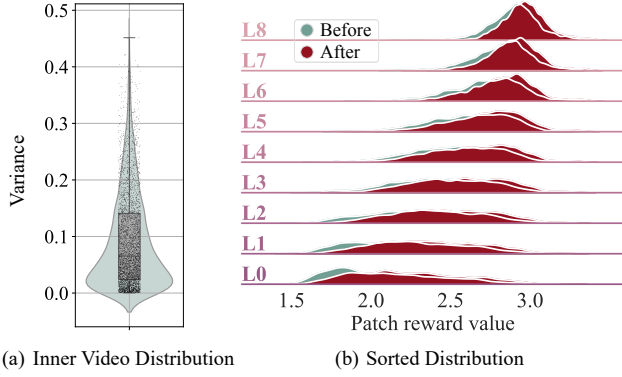 0.5
0.4
0.3
0.2
0.1
0.0
Variance
(a) Inner Video Distribution
Before
After
L8
L7
L6
L5
L4
L3
L2
L1
L0
1.5 2.0 2.5 3.0
Patch reward value
(b) Sorted Distribution